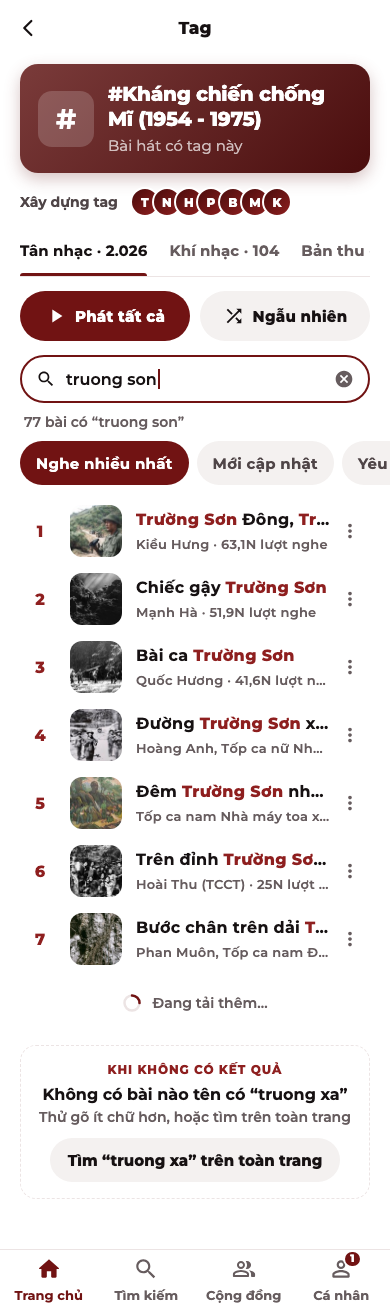 Tag
#
#Kháng chiến chống
Mĩ (1954 - 1975)
Bài hát có tag này
Xây dựng tag
T N H P B M K
Tân nhạc · 2.026 Khí nhạc · 104 Bản thu
Phát tất cả Ngẫu nhiên
truong son
77 bài có “truong son”
Nghe nhiều nhất Mới cập nhật Yêu
1
Trường Sơn Đông, Tr...
Kiều Hưng · 63,1N lượt nghe
2
Chiếc gậy Trường Sơn
Mạnh Hà · 51,9N lượt nghe
3
Bài ca Trường Sơn
Quốc Hương · 41,6N lượt n...
4
Đường Trường Sơn x...
Hoàng Anh, Tốp ca nữ Nh...
5
Đêm Trường Sơn nh...
Tốp ca nam Nhà máy toa x...
6
Trên đỉnh Trường Sơ...
Hoài Thu (TCCT) · 25N lượt ...
7
Bước chân trên dải T...
Phan Muôn, Tốp ca nam Đ...
Đang tải thêm...
KHI KHÔNG CÓ KẾT QUẢ
Không có bài nào tên có “truong xa”
Thử gõ ít chữ hơn, hoặc tìm trên toàn trang
Tìm “truong xa” trên toàn trang
1
Trang chủ Tìm kiếm Cộng đồng Cá nhân